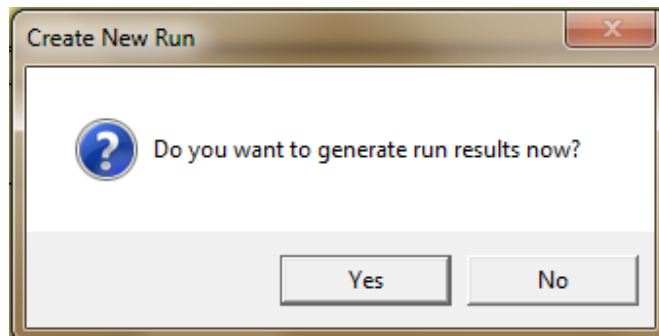 Create New Run
Do you want to generate run results now?
Yes No